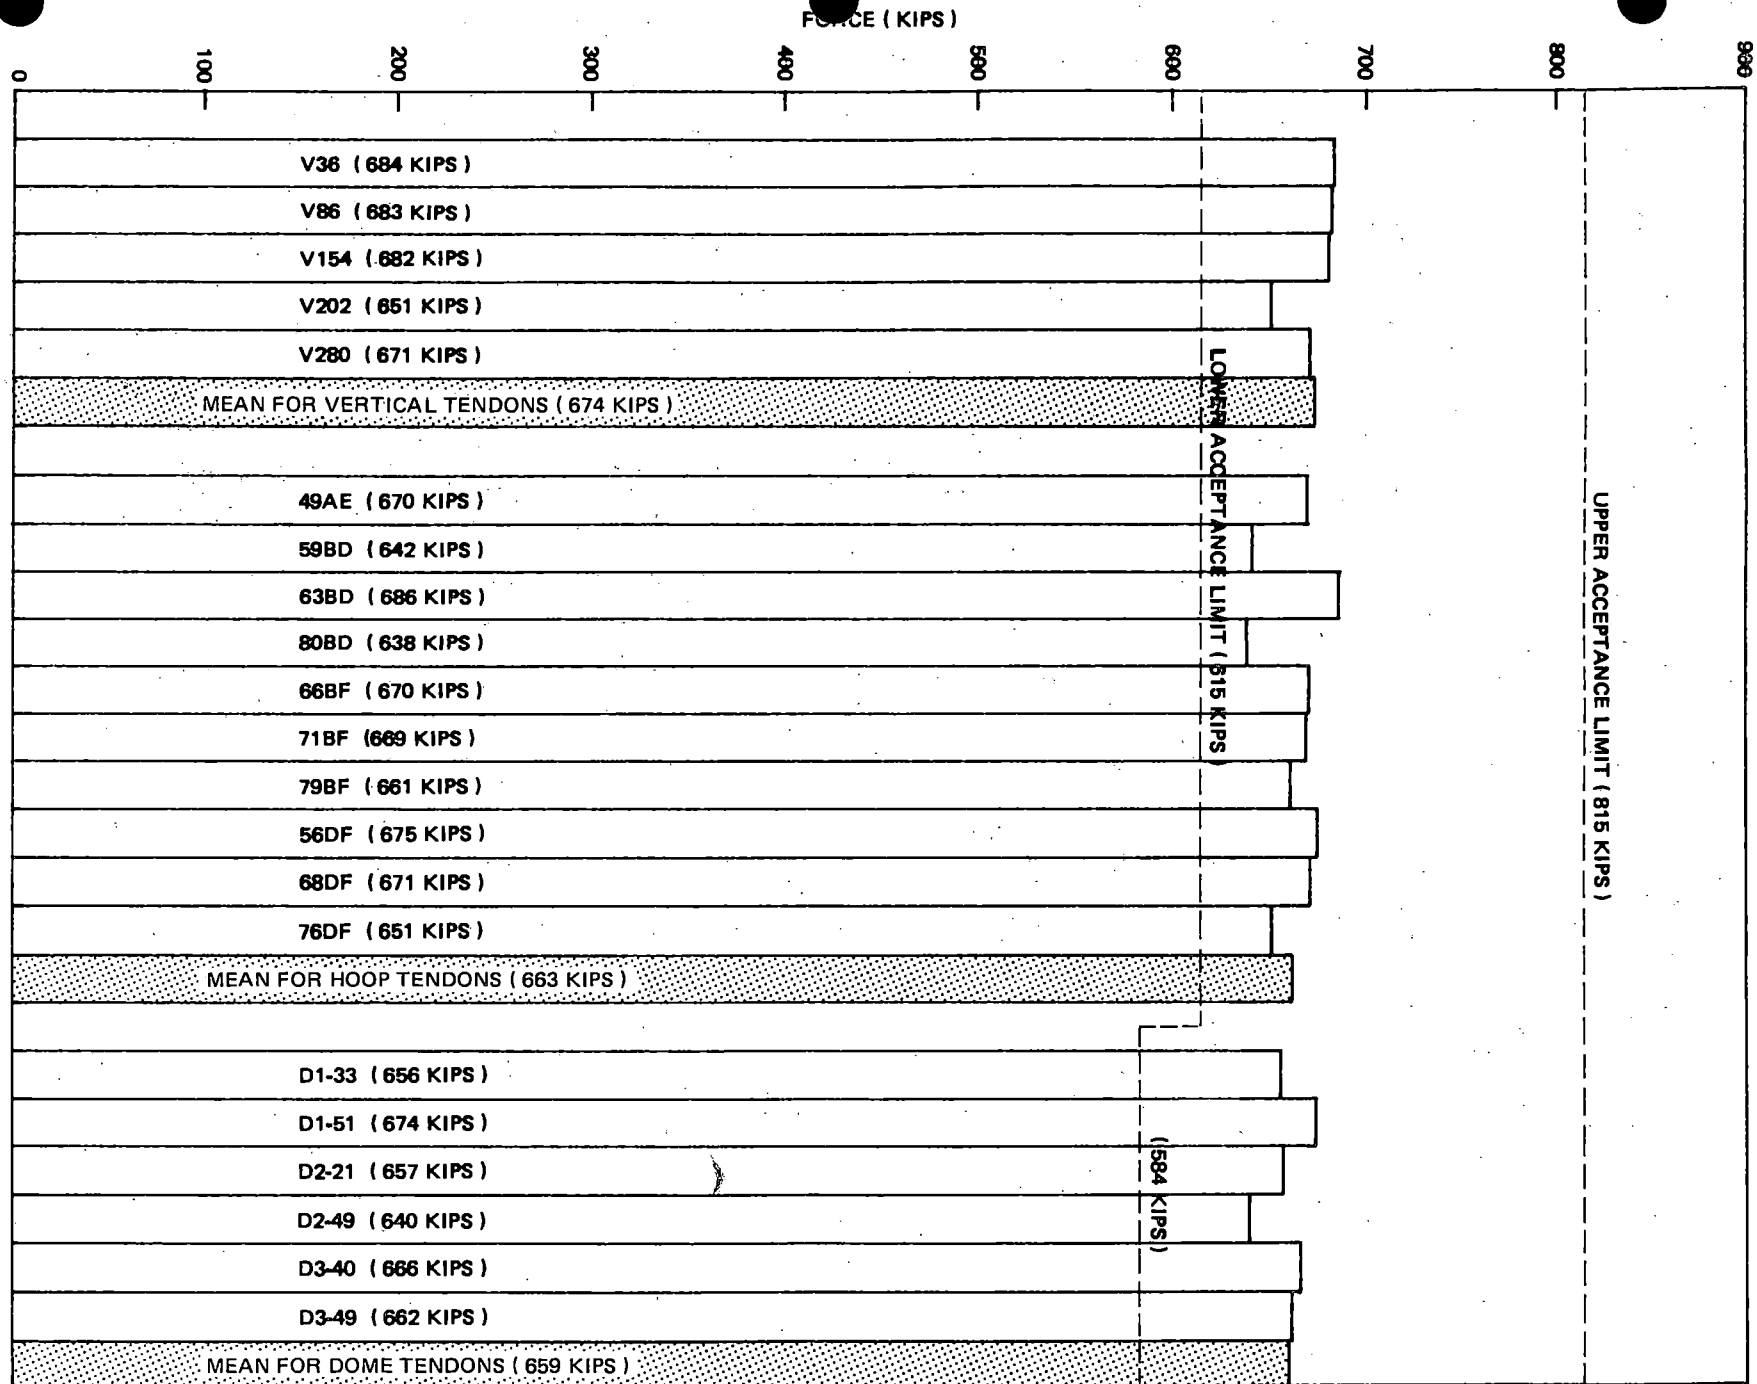 FORCE ( KIPS )
0 100 200 300 400 500 600 700 800 900
V36 ( 684 KIPS )
V86 ( 683 KIPS )
V154 ( 682 KIPS )
V202 ( 651 KIPS )
V280 ( 671 KIPS )
MEAN FOR VERTICAL TENDONS ( 674 KIPS )
49AE ( 670 KIPS )
59BD ( 642 KIPS )
63BD ( 686 KIPS )
80BD ( 638 KIPS )
66BF ( 670 KIPS )
71BF (669 KIPS )
79BF ( 661 KIPS )
56DF ( 675 KIPS )
68DF ( 671 KIPS )
76DF ( 651 KIPS )
MEAN FOR HOOP TENDONS ( 663 KIPS )
D1-33 ( 656 KIPS )
D1-51 ( 674 KIPS )
D2-21 ( 657 KIPS )
D2-49 ( 640 KIPS )
D3-40 ( 666 KIPS )
D3-49 ( 662 KIPS )
MEAN FOR DOME TENDONS ( 659 KIPS )
LOWER ACCEPTANCE LIMIT ( 615 KIPS )
(584 KIPS)
UPPER ACCEPTANCE LIMIT ( 815 KIPS )